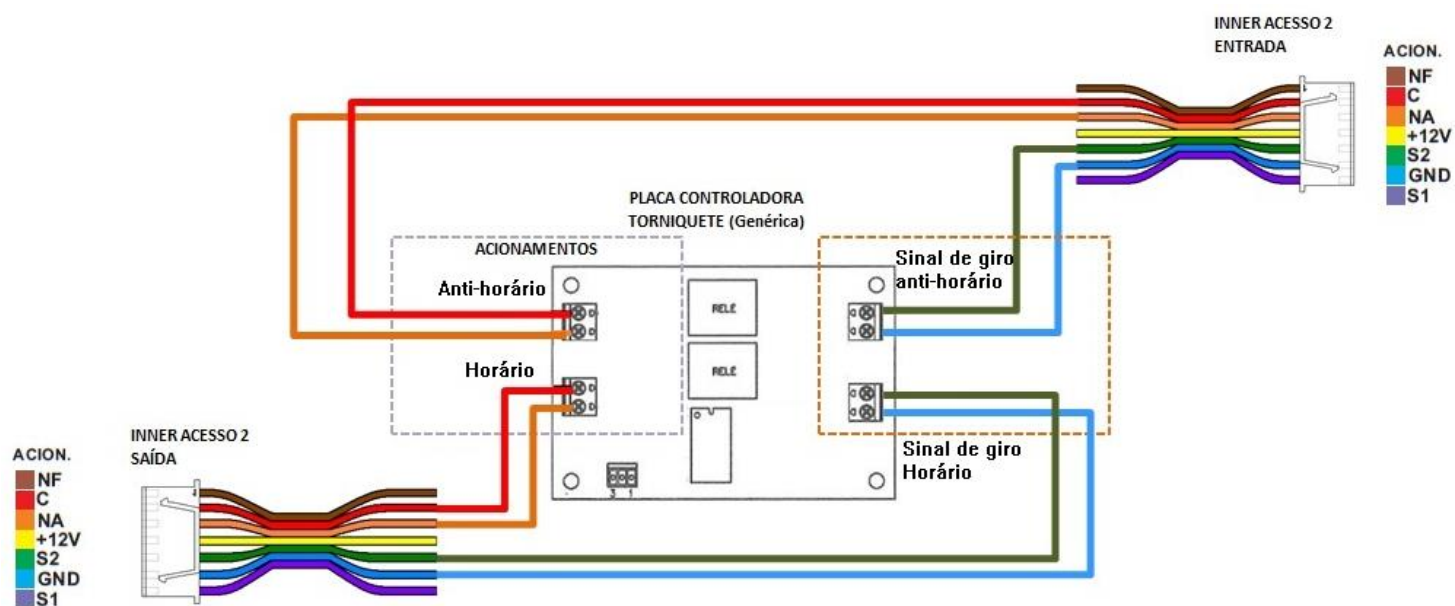 INNER ACESSO 2
ENTRADA
ACION.
NF
C
NA
+12V
S2
GND
S1
PLACA CONTROLADORA
TORNIQUETE (Genérica)
ACIONAMENTOS
Anti-horário
Horário
RELÉ
RELÉ
3 1
Sinal de giro
anti-horário
Sinal de giro
Horário
INNER ACESSO 2
SAÍDA
ACION.
NF
C
NA
+12V
S2
GND
S1